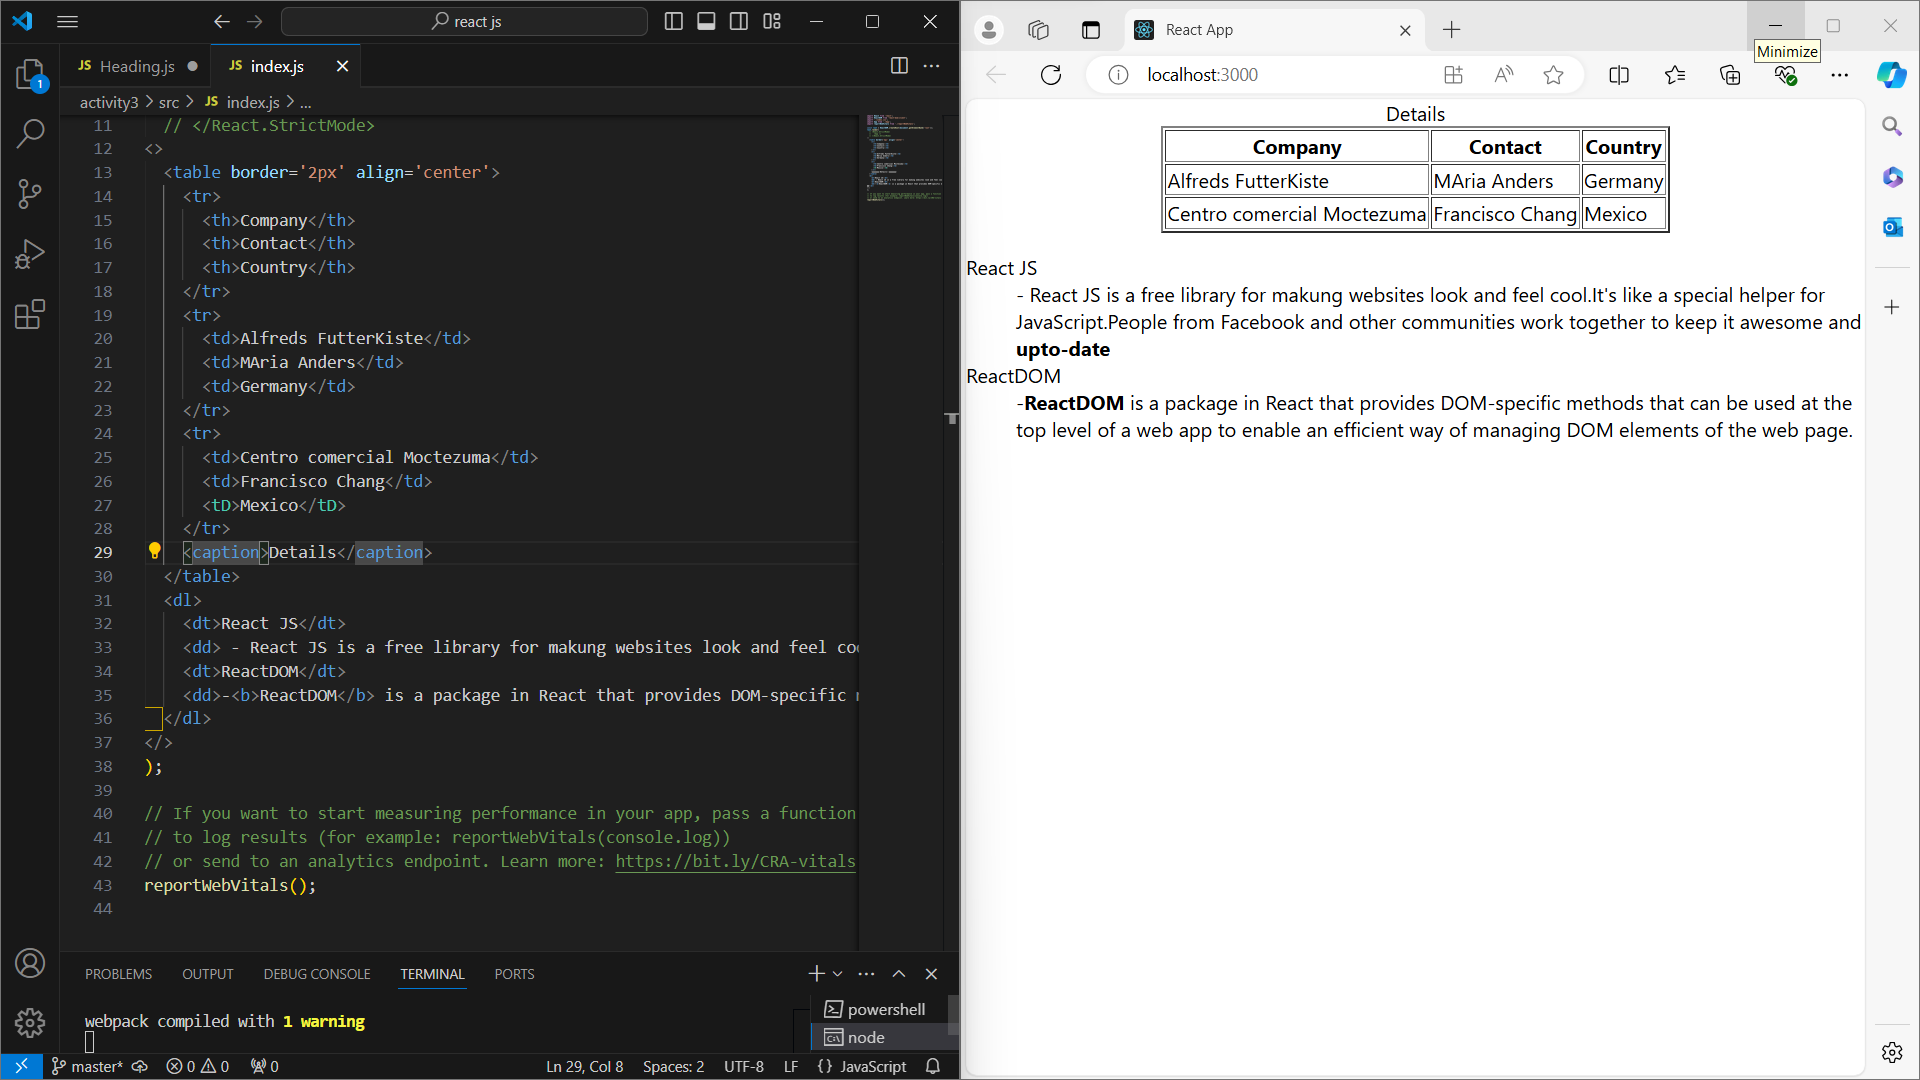 react js
JS Heading.js
JS index.js
activity3 > src > JS index.js > ...
11 // </React.StrictMode>
12 <>
13 <table border='2px' align='center'>
14 <tr>
15 <th>Company</th>
16 <th>Contact</th>
17 <th>Country</th>
18 </tr>
19 <tr>
20 <td>Alfreds FutterKiste</td>
21 <td>MAria Anders</td>
22 <td>Germany</td>
23 </tr>
24 <tr>
25 <td>Centro comercial Moctezuma</td>
26 <td>Francisco Chang</td>
27 <tD>Mexico</tD>
28 </tr>
29 <caption>Details</caption>
30 </table>
31 <dl>
32 <dt>React JS</dt>
33 <dd> - React JS is a free library for makung websites look and feel co
34 <dt>ReactDOM</dt>
35 <dd>-<b>ReactDOM</b> is a package in React that provides DOM-specific
36 </dl>
37 </>
38 );
39
40 // If you want to start measuring performance in your app, pass a function
41 // to log results (for example: reportWebVitals(console.log))
42 // or send to an analytics endpoint. Learn more: https://bit.ly/CRA-vitals
43 reportWebVitals();
44
1
PROBLEMS OUTPUT DEBUG CONSOLE TERMINAL PORTS
webpack compiled with 1 warning
powershell
node
master* 0 0 0 Ln 29, Col 8 Spaces: 2 UTF-8 LF {} JavaScript
React App
Minimize
localhost:3000
Details
Company Contact Country
Alfreds FutterKiste MAria Anders Germany
Centro comercial Moctezuma Francisco Chang Mexico
React JS
- React JS is a free library for makung websites look and feel cool.It's like a special helper for
JavaScript.People from Facebook and other communities work together to keep it awesome and
upto-date
ReactDOM
-ReactDOM is a package in React that provides DOM-specific methods that can be used at the
top level of a web app to enable an efficient way of managing DOM elements of the web page.